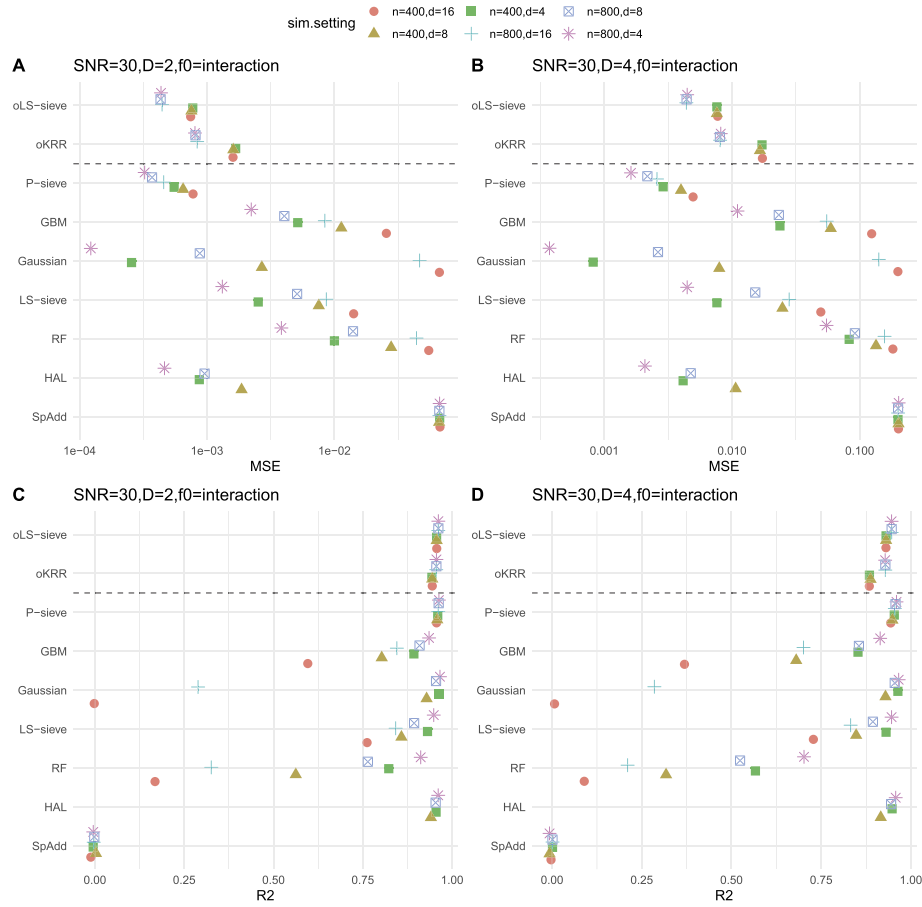 sim.setting
n=400,d=16 n=400,d=4 n=800,d=8
n=400,d=8 n=800,d=16 n=800,d=4
A SNR=30,D=2,f0=interaction
oLS−sieve
oKRR
P−sieve
GBM
Gaussian
LS−sieve
RF
HAL
SpAdd
1e−04 1e−03 1e−02
MSE
B SNR=30,D=4,f0=interaction
oLS−sieve
oKRR
P−sieve
GBM
Gaussian
LS−sieve
RF
HAL
SpAdd
0.001 0.010 0.100
MSE
C SNR=30,D=2,f0=interaction
oLS−sieve
oKRR
P−sieve
GBM
Gaussian
LS−sieve
RF
HAL
SpAdd
0.00 0.25 0.50 0.75 1.00
R2
D SNR=30,D=4,f0=interaction
oLS−sieve
oKRR
P−sieve
GBM
Gaussian
LS−sieve
RF
HAL
SpAdd
0.00 0.25 0.50 0.75 1.00
R2